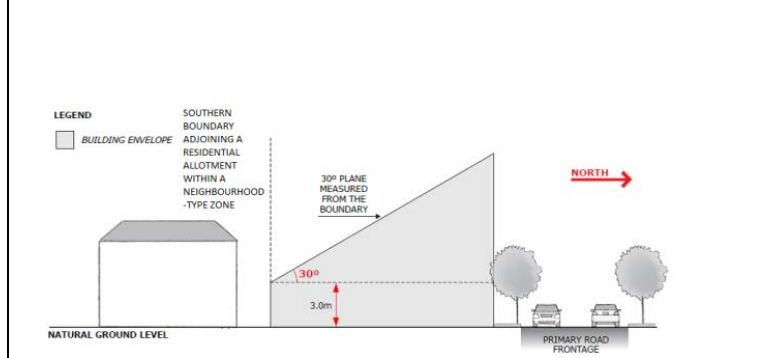 LEGEND
BUILDING ENVELOPE
SOUTHERN
BOUNDARY
ADJOINING A
RESIDENTIAL
ALLOTMENT
WITHIN A
NEIGHBOURHOOD
-TYPE ZONE
30º PLANE
MEASURED
FROM THE
BOUNDARY
NORTH
30º
3.0m
NATURAL GROUND LEVEL
PRIMARY ROAD
FRONTAGE